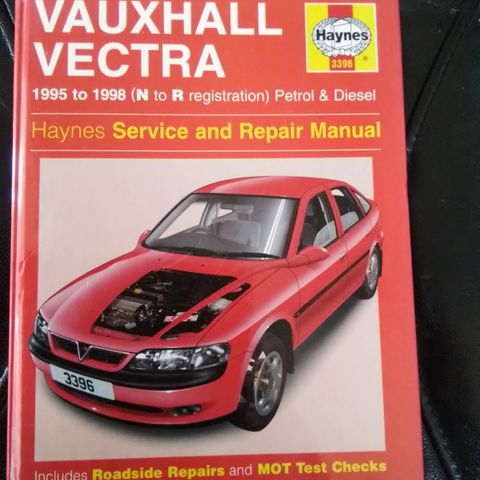 VAUXHALL
VECTRA
Haynes
3396
®
1995 to 1998 (N to R registration) Petrol & Diesel
Haynes Service and Repair Manual
3396
Includes Roadside Repairs and MOT Test Checks